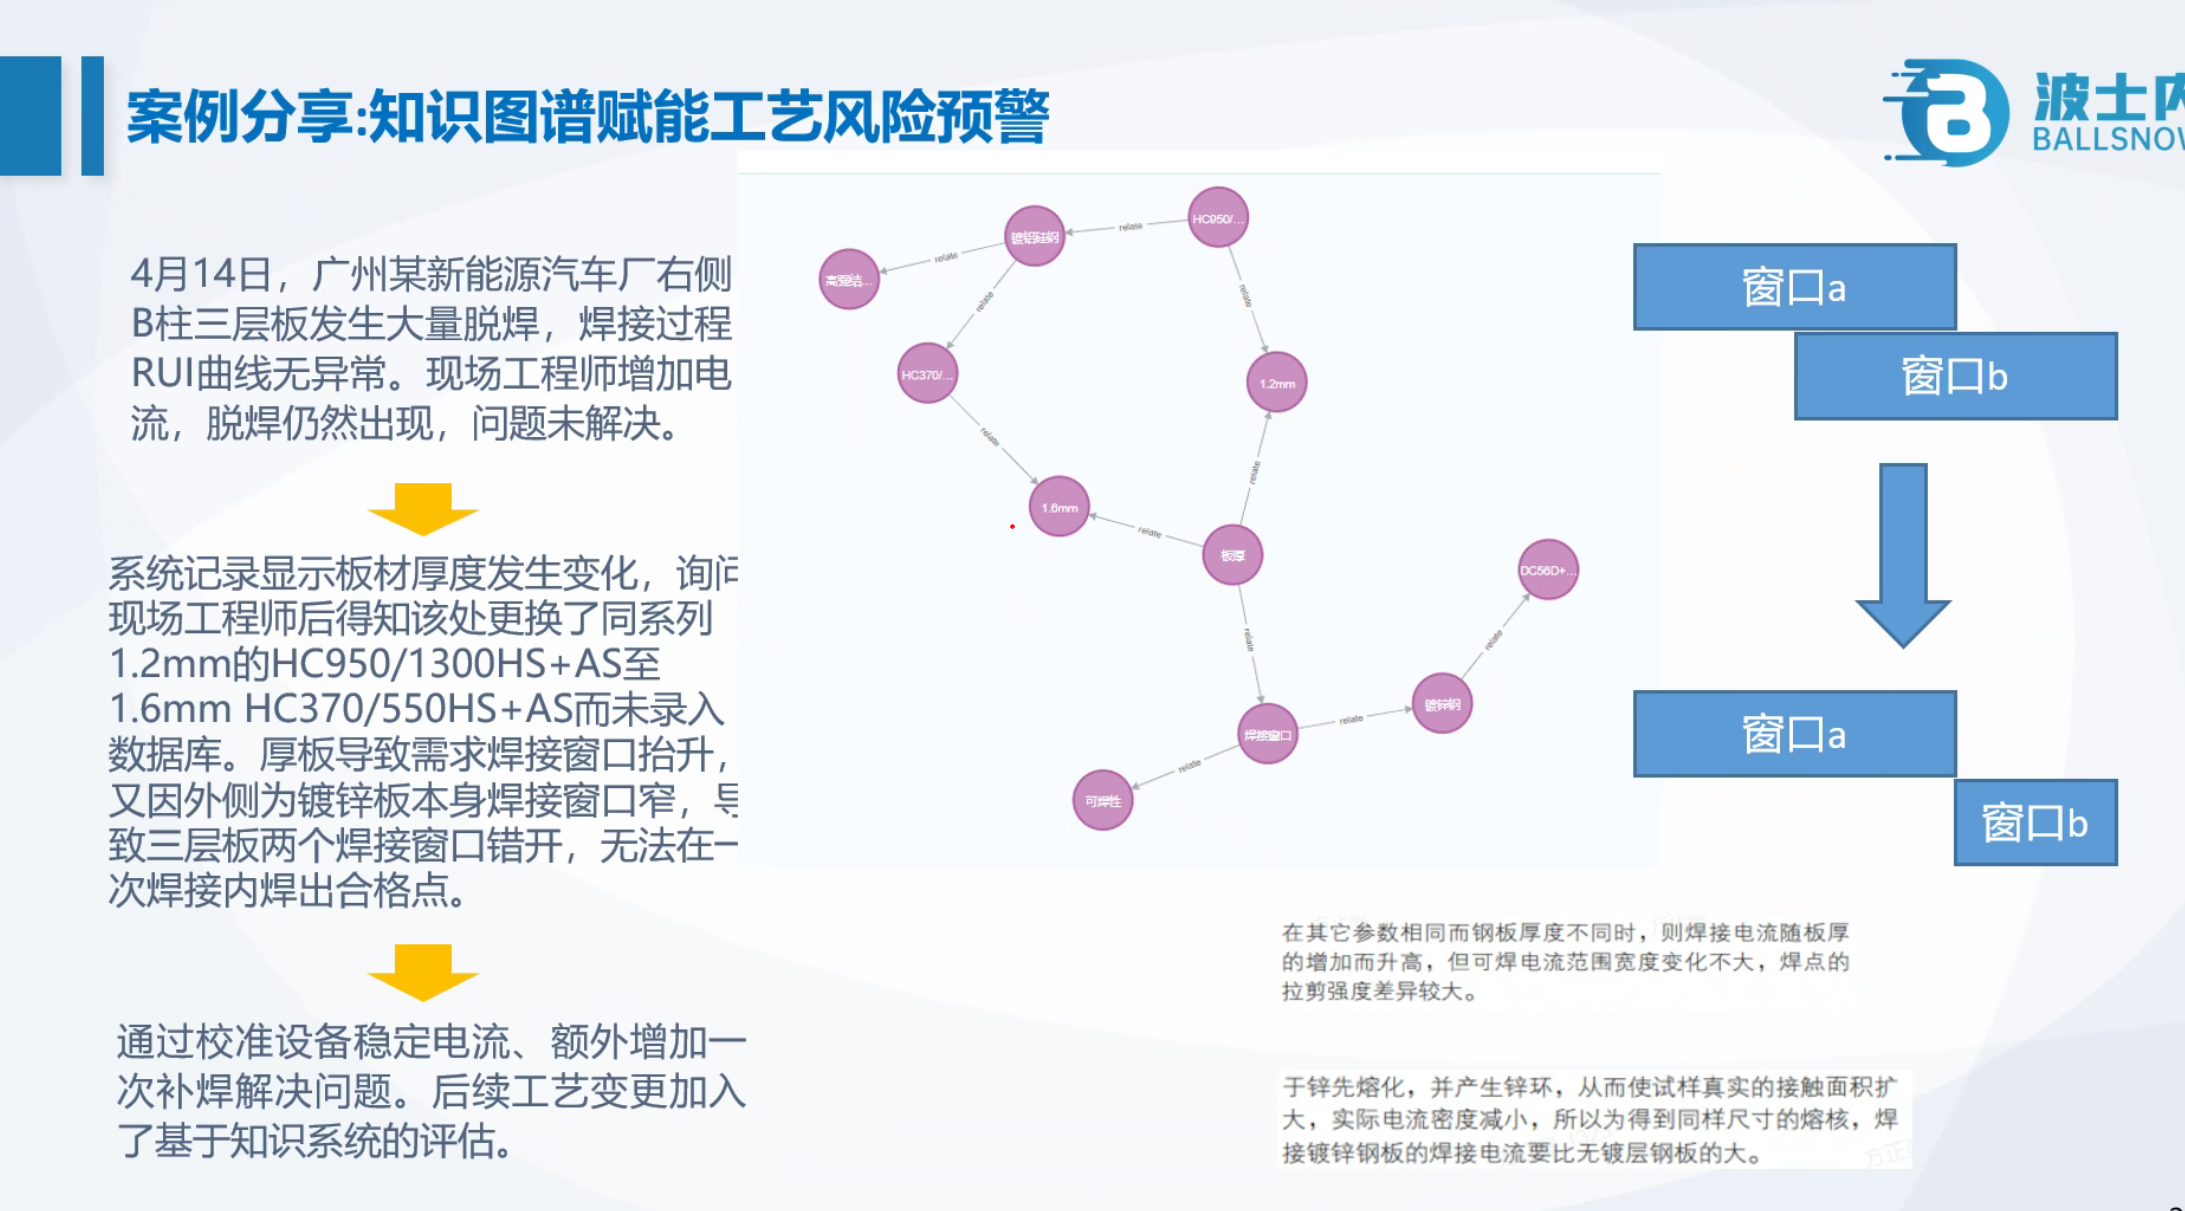 案例分享:知识图谱赋能工艺风险预警
波士内
BALLSNOW
4月14日，广州某新能源汽车厂右侧
B柱三层板发生大量脱焊，焊接过程
RUI曲线无异常。现场工程师增加电
流，脱焊仍然出现，问题未解决。
系统记录显示板材厚度发生变化，询问
现场工程师后得知该处更换了同系列
1.2mm的HC950/1300HS+AS至
1.6mm HC370/550HS+AS而未录入
数据库。厚板导致需求焊接窗口抬升，
又因外侧为镀锌板本身焊接窗口窄，导
致三层板两个焊接窗口错开，无法在一
次焊接内焊出合格点。
通过校准设备稳定电流、额外增加一
次补焊解决问题。后续工艺变更加入
了基于知识系统的评估。
HC950/...
relate
镀铝硅钢
relate
高强结...
relate
relate
HC370/...
1.2mm
relate
relate
1.6mm
relate
板厚
DC56D+...
relate
relate
镀锌钢
relate
焊接窗口
relate
可焊性
窗口a
窗口b
窗口a
窗口b
在其它参数相同而钢板厚度不同时，则焊接电流随板厚
的增加而升高，但可焊电流范围宽度变化不大，焊点的
拉剪强度差异较大。
于锌先熔化，并产生锌环，从而使试样真实的接触面积扩
大，实际电流密度减小，所以为得到同样尺寸的熔核，焊
接镀锌钢板的焊接电流要比无镀层钢板的大。